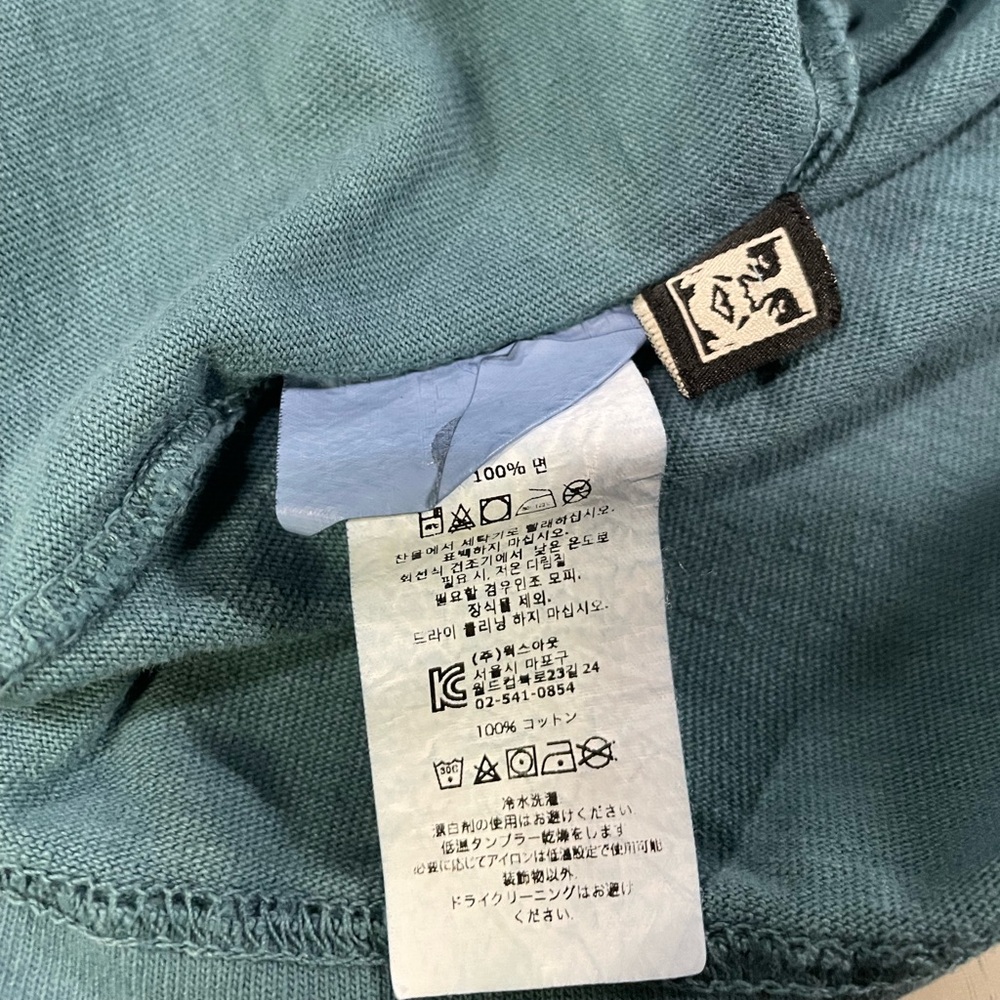 100% 면
찬물에서 세탁기로 빨래하십시오.
표백하지 마십시오.
회전식 건조기에서 낮은 온도로
필요 시, 저온 다림질
필요할 경우인조 모피.
장식물 제외.
드라이 클리닝 하지 마십시오.
(주)웍스아웃
서울시 마포구
월드컵북로23길 24
02-541-0854
100% コットン
30C
冷水洗濯
漂白剤の使用はお避けください
低温タンブラー乾燥をします
必要に応じてアイロンは低温設定で使用可能
装飾物以外.
ドライクリーニングはお避け
ください.